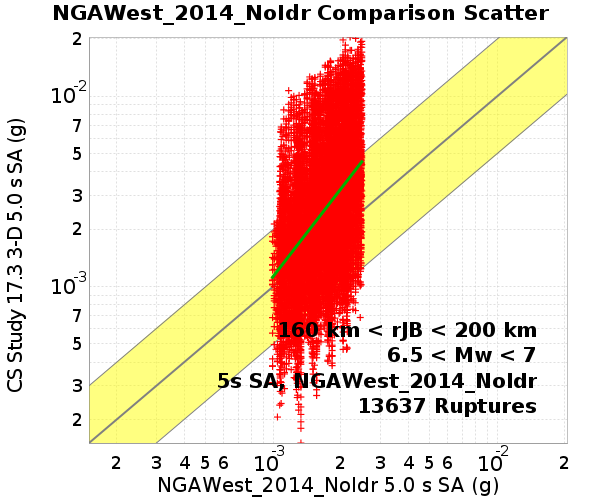 NGAWest_2014_NoIdr Comparison Scatter
CS Study 17.3 3-D 5.0 s SA (g)
2
10-2
7
5
3
2
10-3
7
5
3
2
160 km < rJB < 200 km
6.5 < Mw < 7
5s SA, NGAWest_2014_NoIdr
13637 Ruptures
2 3 4 5 6 10-3 2 3 4 5 6 10-2 2
NGAWest_2014_NoIdr 5.0 s SA (g)